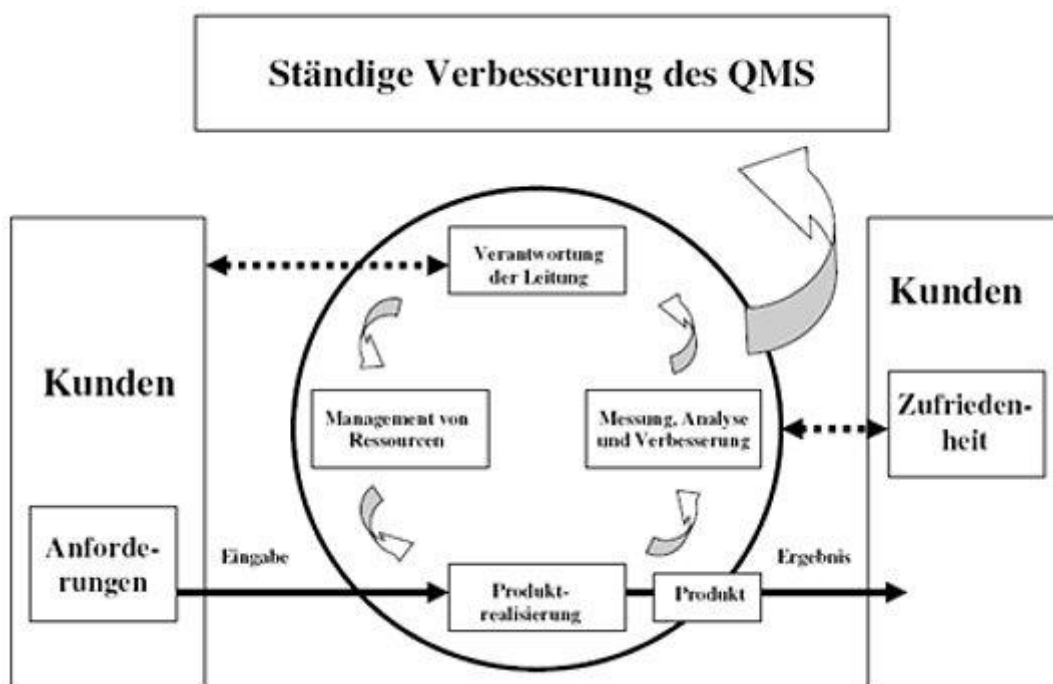 Ständige Verbesserung des QMS
Kunden
Anforde-
rungen
Eingabe
Verantwortung
der Leitung
Management von
Ressourcen
Messung, Analyse
und Verbesserung
Produkt-
realisierung
Produkt
Ergebnis
Kunden
Zufrieden-
heit